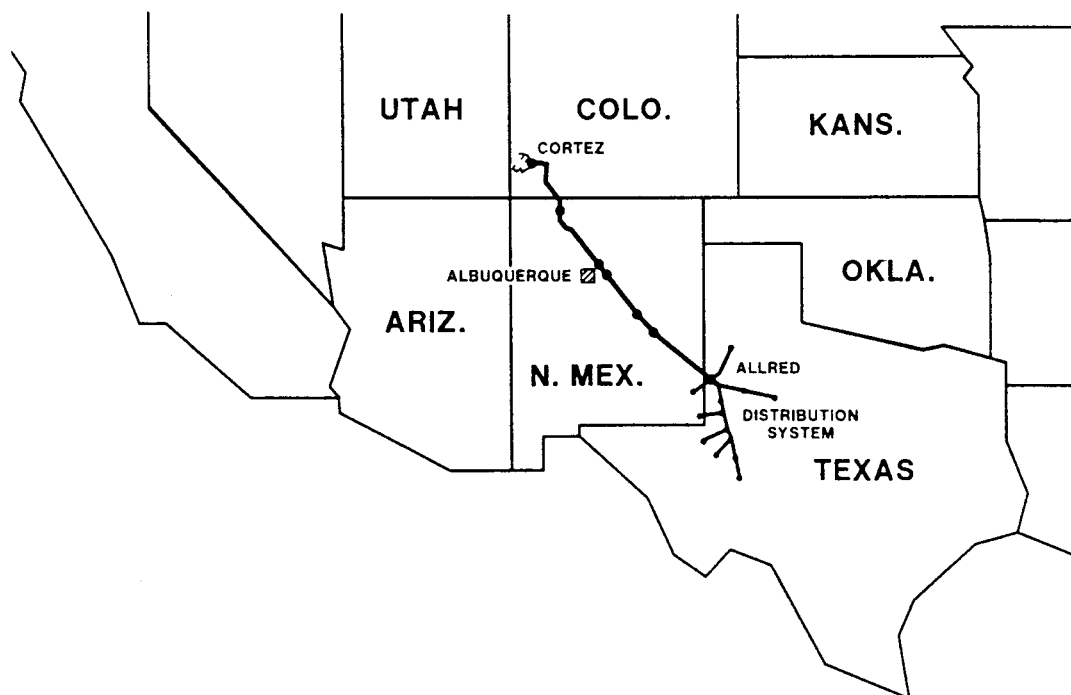 UTAH
COLO.
KANS.
CORTEZ
ALBUQUERQUE
OKLA.
ARIZ.
N. MEX.
ALLRED
DISTRIBUTION
SYSTEM
TEXAS